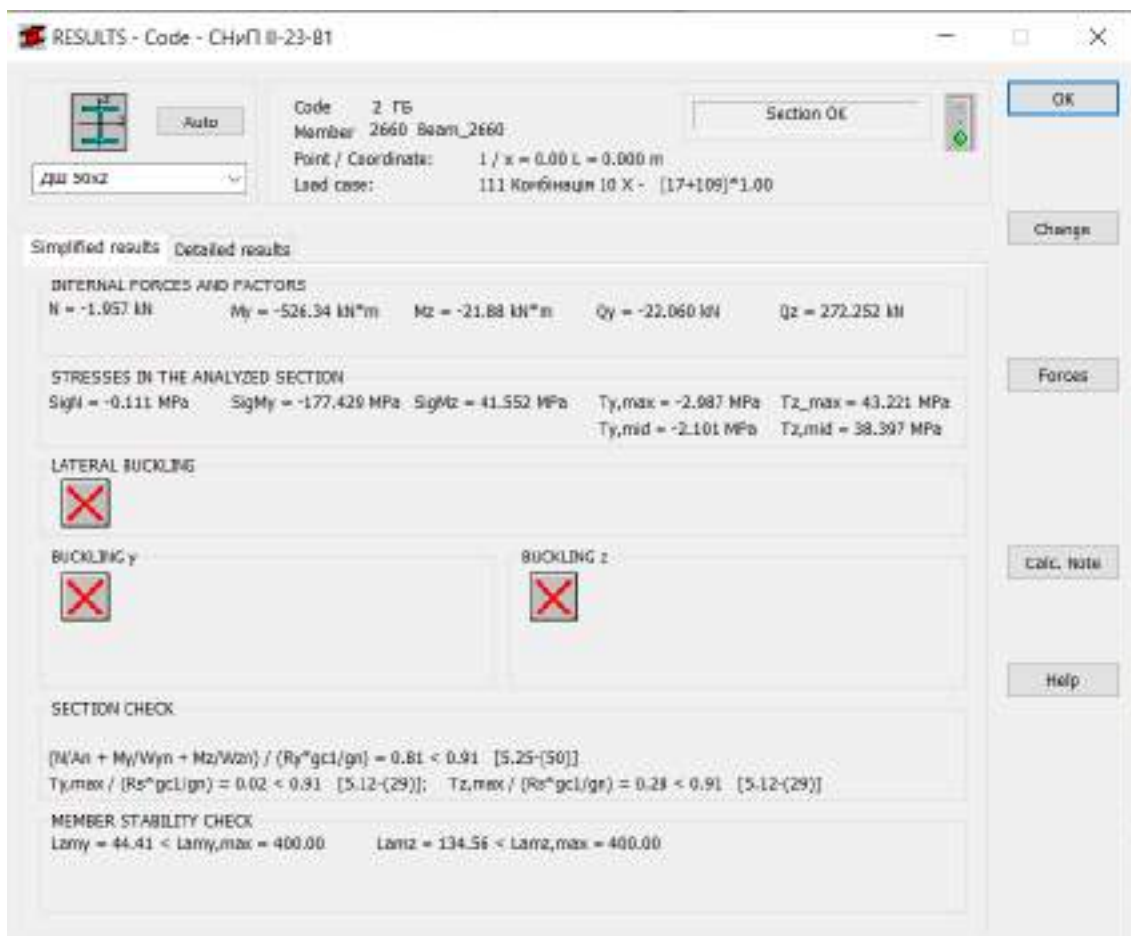 RESULTS - Code - СНиП II-23-81
Auto
ДШ 50x2
Code 2 ГБ
Member 2660 Beam_2660
Point / Coordinate: 1 / x = 0.00 L = 0.000 m
Load case: 111 Комбінація 10 X - [17+109]*1.00
Section OK
OK
Change
Forces
Calc. Note
Help
Simplified results
Detailed results
INTERNAL FORCES AND FACTORS
N = -1.957 kN My = -526.34 kN*m Mz = -21.88 kN*m Qy = -22.060 kN Qz = 272.252 kN
STRESSES IN THE ANALYZED SECTION
SigN = -0.111 MPa SigMy = -177.429 MPa SigMz = 41.552 MPa Ty,max = -2.987 MPa Tz_max = 43.221 MPa
Ty,mid = -2.101 MPa Tz,mid = 38.397 MPa
LATERAL BUCKLING
BUCKLING y
BUCKLING z
SECTION CHECK
(N/An + My/Wyn + Mz/Wzn) / (Ry*gc1/gn) = 0.81 < 0.91 [5.25-(50)]
Ty,max / (Rs*gc1/gn) = 0.02 < 0.91 [5.12-(29)]; Tz,max / (Rs*gc1/gn) = 0.28 < 0.91 [5.12-(29)]
MEMBER STABILITY CHECK
Lamy = 44.41 < Lamy,max = 400.00 Lamz = 134.56 < Lamz,max = 400.00